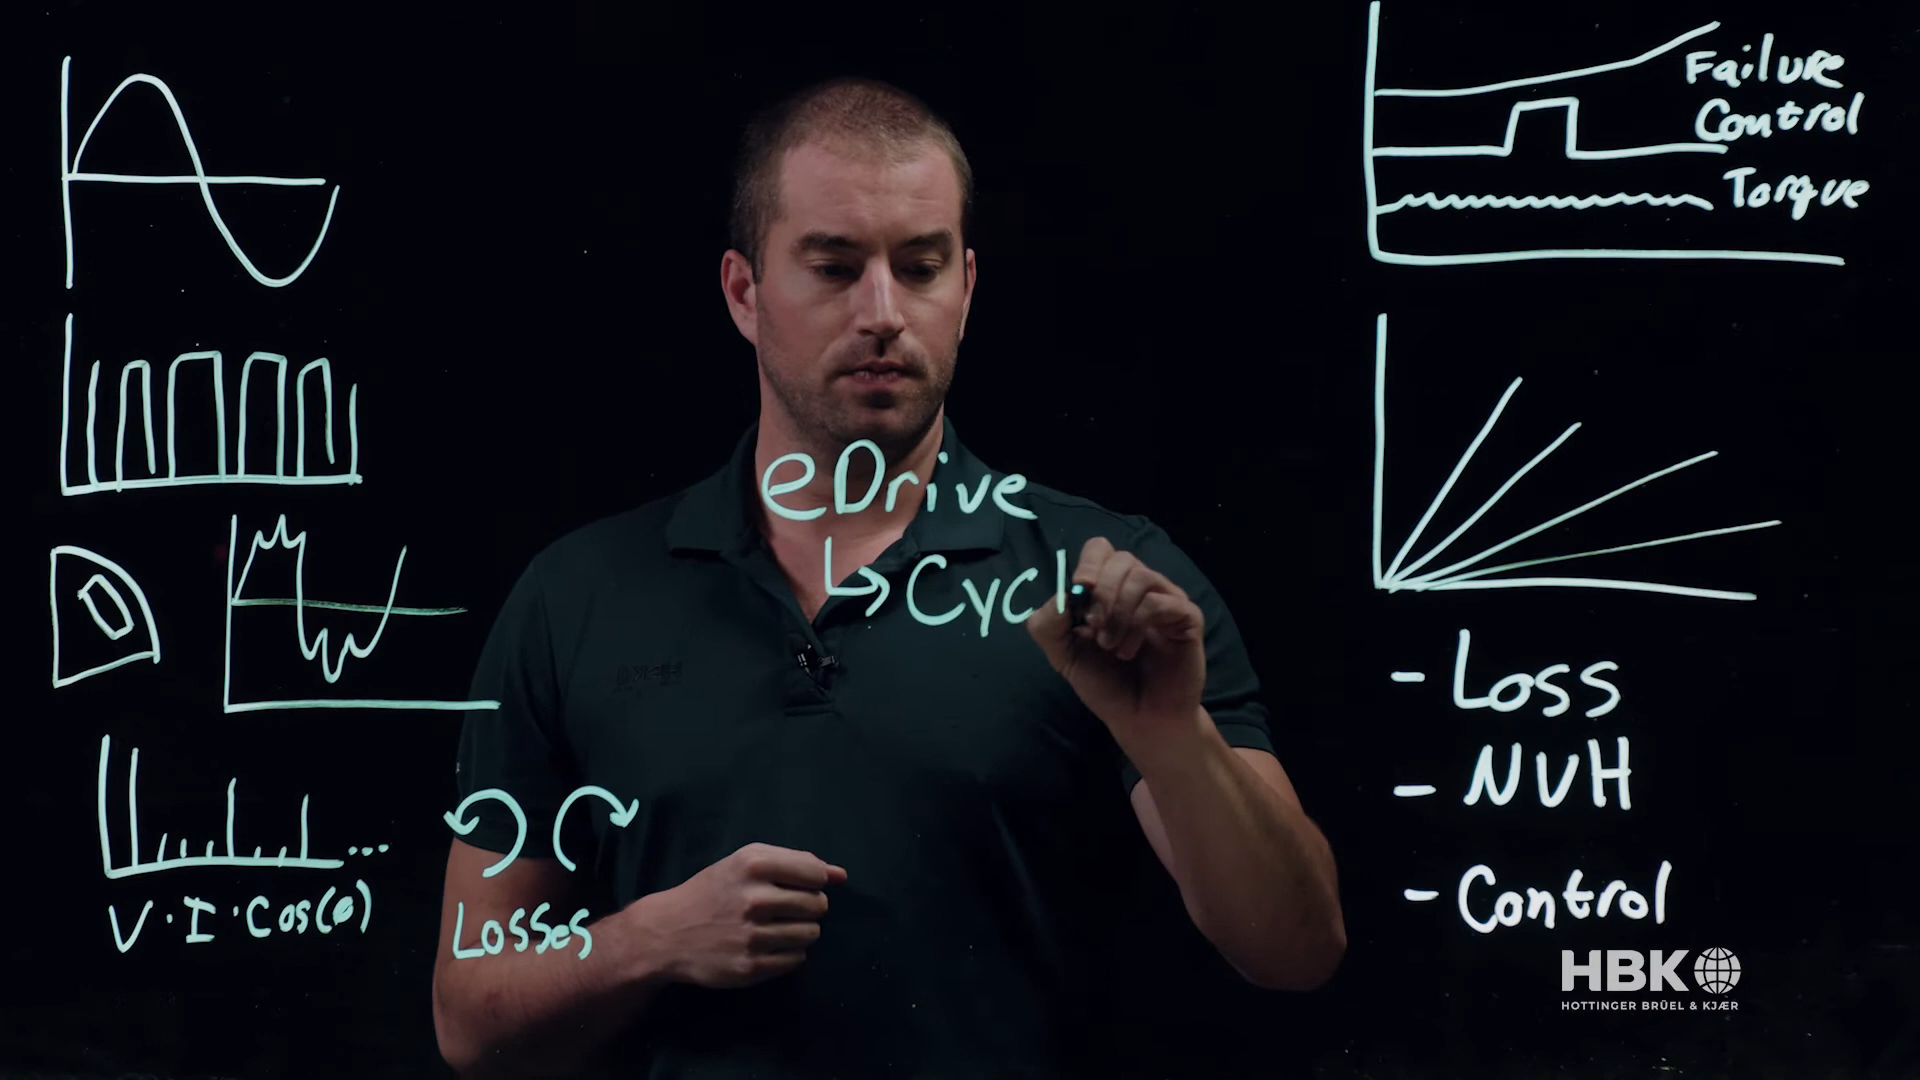 Failure
Control
Torque
eDrive
↳ Cycl
V · I · Cos(ø)
Losses
- Loss
- NVH
- Control
HBK
HOTTINGER BRÜEL & KJÆR